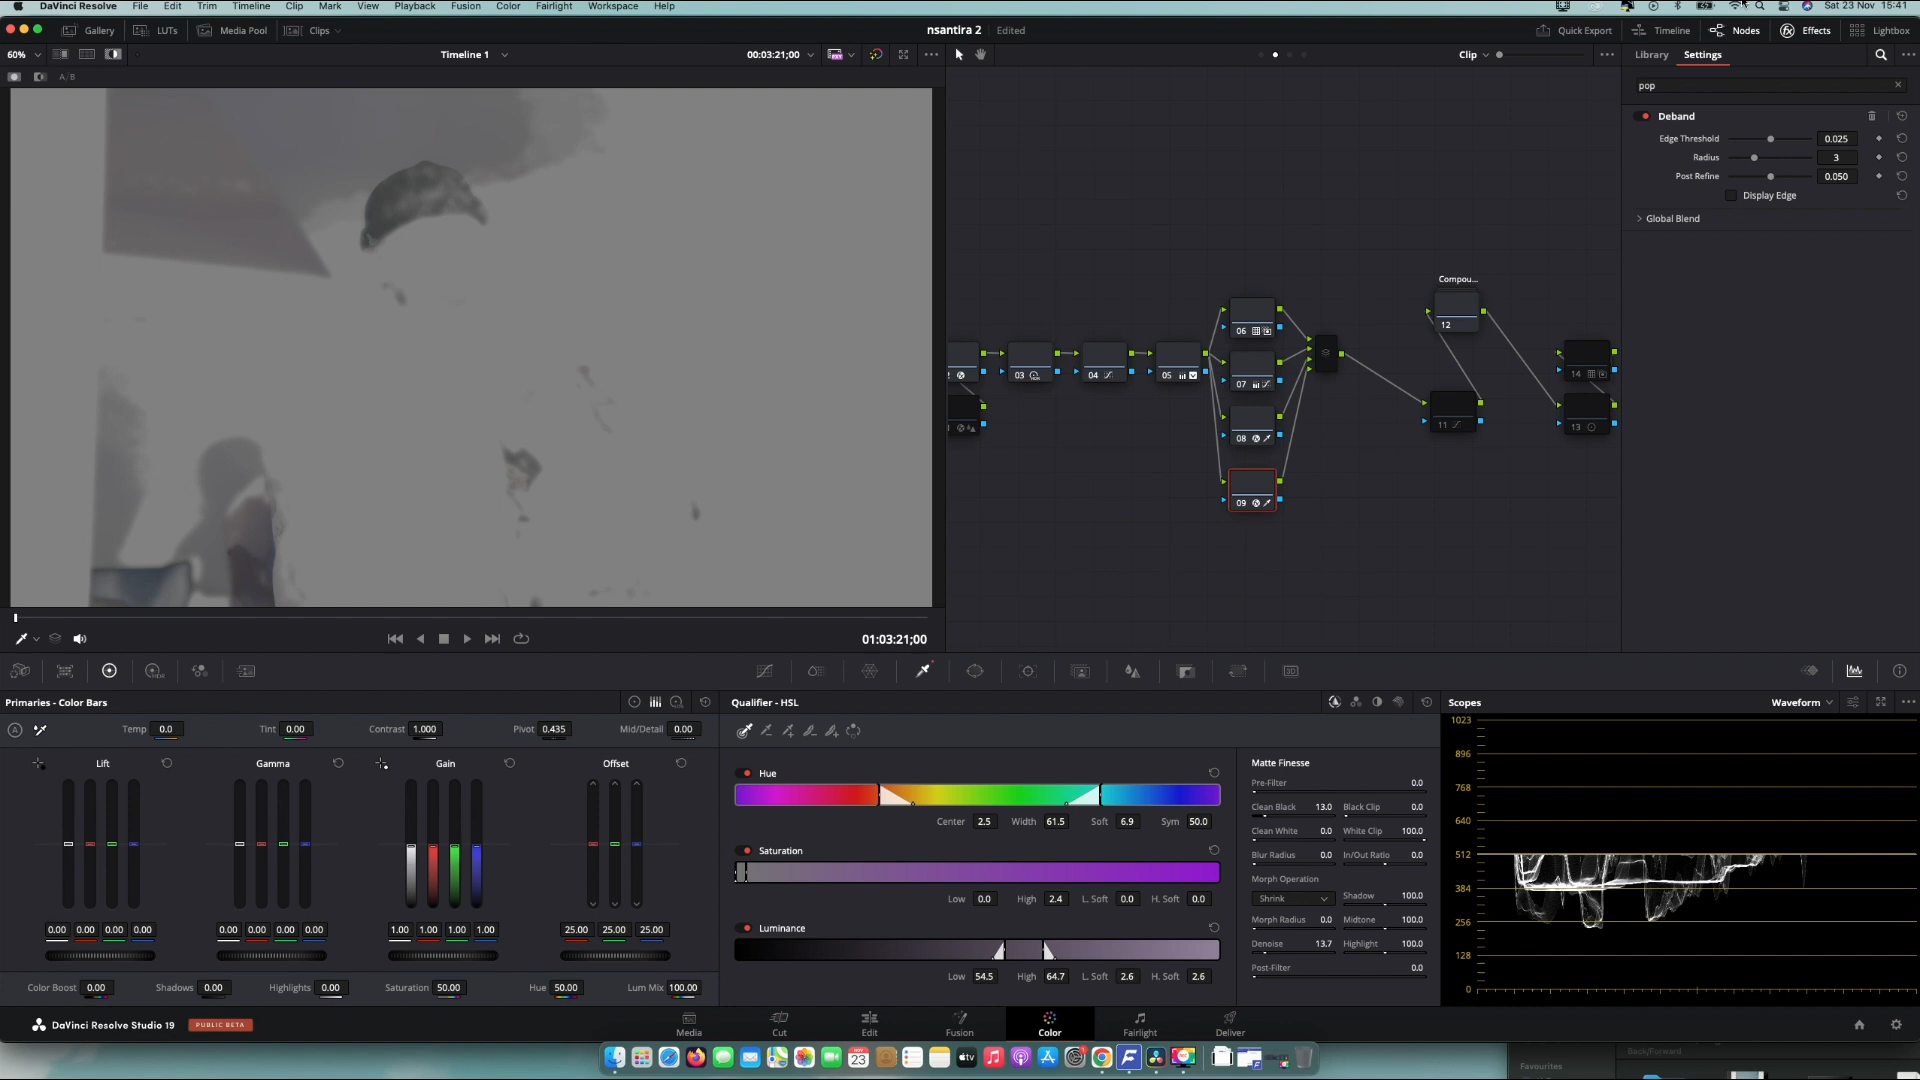 DaVinci Resolve File Edit Trim Timeline Clip Mark View Playback Fusion Color Fairlight Workspace Help Sat 23 Nov 15:41
Gallery LUTs Media Pool Clips nsantira 2 Edited Quick Export Timeline Nodes Effects Lightbox
60% Timeline 1 00:03:21;00 Clip Library Settings
A/B
pop
Deband
Edge Threshold 0.025
Radius 3
Post Refine 0.050
Display Edge
Global Blend
Compou...
06
12
03 04 05 07 14
08 11 13
09
01:03:21;00
Primaries - Color Bars Qualifier - HSL Scopes Waveform
Temp 0.0 Tint 0.00 Contrast 1.000 Pivot 0.435 Mid/Detail 0.00
Lift Gamma Gain Offset
0.00 0.00 0.00 0.00 0.00 0.00 0.00 0.00 1.00 1.00 1.00 1.00 25.00 25.00 25.00
Color Boost 0.00 Shadows 0.00 Highlights 0.00 Saturation 50.00 Hue 50.00 Lum Mix 100.00
Hue
Center 2.5 Width 61.5 Soft 6.9 Sym 50.0
Saturation
Low 0.0 High 2.4 L. Soft 0.0 H. Soft 0.0
Luminance
Low 54.5 High 64.7 L. Soft 2.6 H. Soft 2.6
Matte Finesse
Pre-Filter 0.0
Clean Black 13.0 Black Clip 0.0
Clean White 0.0 White Clip 100.0
Blur Radius 0.0 In/Out Ratio 0.0
Morph Operation
Shrink Shadow 100.0
Morph Radius 0.0 Midtone 100.0
Denoise 13.7 Highlight 100.0
Post-Filter 0.0
1023
896
768
640
512
384
256
128
0
DaVinci Resolve Studio 19 PUBLIC BETA
Media Cut Edit Fusion Color Fairlight Deliver
NOV
23
tv
Back/Forward
Favourites